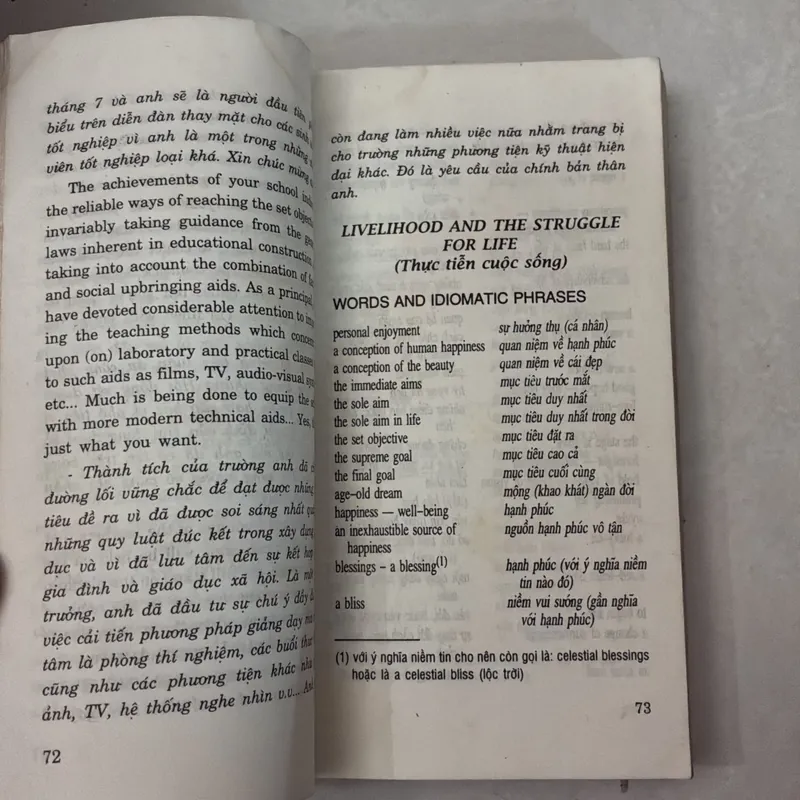 tháng 7 và anh sẽ là người đầu tiên
biểu trên diễn đàn thay mặt cho các sinh
tốt nghiệp vì anh là một trong những
viên tốt nghiệp loại khá. Xin chúc mừng
The achievements of your school
the reliable ways of reaching the set
invariably taking guidance from the
laws inherent in educational construction
taking into account the combination of
and social upbringing aids. As a principal,
have devoted considerable attention to
ing the teaching methods which
upon (on) laboratory and practical classes
to such aids as films, TV, audio-visual
etc... Much is being done to equip the
with more modern technical aids... Yes,
just what you want.
- Thành tích của trường anh đã
đường lối vững chắc để đạt được những
tiêu đề ra vì đã được soi sáng nhất
những quy luật đúc kết trong xây dựng
dục và vì đã lưu tâm đến sự kết hợp
gia đình và giáo dục xã hội. Là một
trưởng, anh đã đầu tư sự chú ý đầy
việc cải tiến phương pháp giảng dạy
tâm là phòng thí nghiệm, các buổi thực
cũng như các phương tiện khác như
ảnh, TV, hệ thống nghe nhìn v.v...
72
còn đang làm nhiều việc nữa nhằm trang bị
cho trường những phương tiện kỹ thuật hiện
đại khác. Đó là yêu cầu của chính bản thân
anh.
LIVELIHOOD AND THE STRUGGLE
FOR LIFE
(Thực tiễn cuộc sống)
WORDS AND IDIOMATIC PHRASES
personal enjoyment sự hưởng thụ (cá nhân)
a conception of human happiness quan niệm về hạnh phúc
a conception of the beauty quan niệm về cái đẹp
the immediate aims mục tiêu trước mắt
the sole aim mục tiêu duy nhất
the sole aim in life mục tiêu duy nhất trong đời
the set objective mục tiêu đặt ra
the supreme goal mục tiêu cao cả
the final goal mục tiêu cuối cùng
age-old dream mộng (khao khát) ngàn đời
happiness — well-being hạnh phúc
an inexhaustible source of nguồn hạnh phúc vô tận
happiness
blessings - a blessing(1) hạnh phúc (với ý nghĩa niềm
tin nào đó)
a bliss niềm vui sướng (gần nghĩa
với hạnh phúc)
(1) với ý nghĩa niềm tin cho nên còn gọi là: celestial blessings
hoặc là a celestial bliss (lộc trời)
73